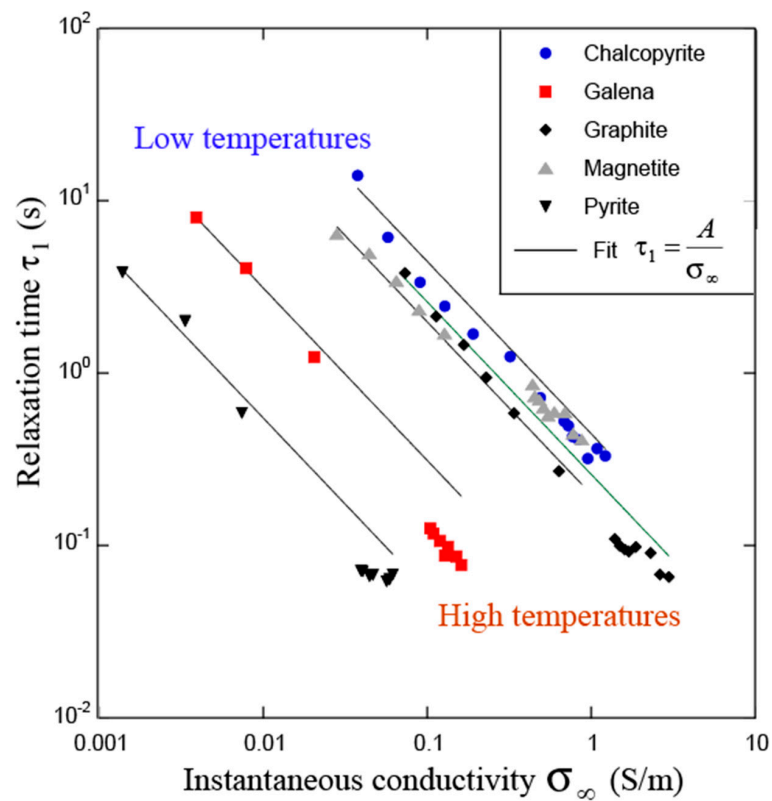 10²
10¹
10⁰
10⁻¹
10⁻²
Relaxation time τ₁ (s)
Chalcopyrite
Galena
Graphite
Magnetite
Pyrite
Fit τ₁ = A / σ∞
Low temperatures
High temperatures
0.001 0.01 0.1 1 10
Instantaneous conductivity σ∞ (S/m)